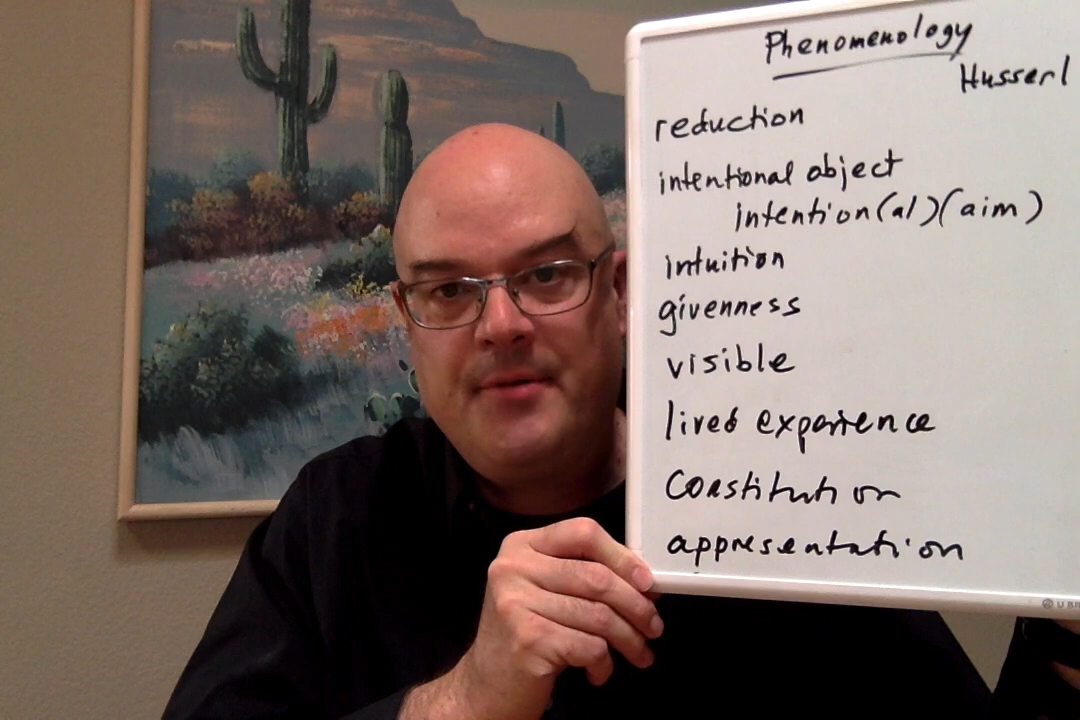 Phenomenology
Husserl
reduction
intentional object
intention(al)(aim)
intuition
givenness
visible
lived experience
Constitution
appresentation